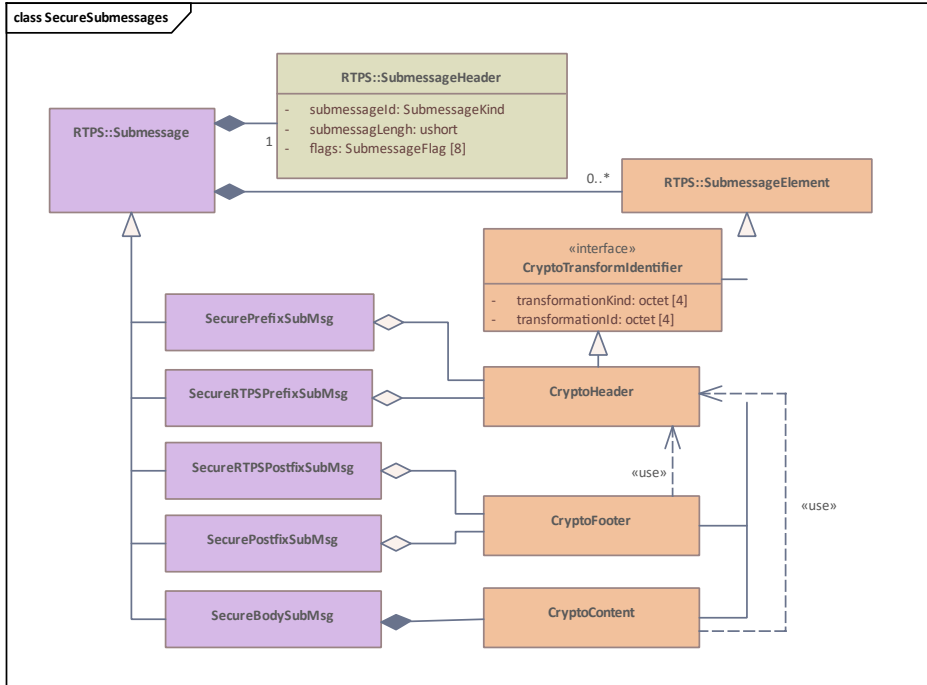 class SecureSubmessages
RTPS::SubmessageHeader
- submessageId: SubmessageKind
- submessagLengh: ushort
- flags: SubmessageFlag [8]
RTPS::Submessage
1
0..*
RTPS::SubmessageElement
«interface»
CryptoTransformIdentifier
- transformationKind: octet [4]
- transformationId: octet [4]
SecurePrefixSubMsg
SecureRTPSPrefixSubMsg
CryptoHeader
SecureRTPSPostfixSubMsg
«use»
«use»
SecurePostfixSubMsg
CryptoFooter
SecureBodySubMsg
CryptoContent